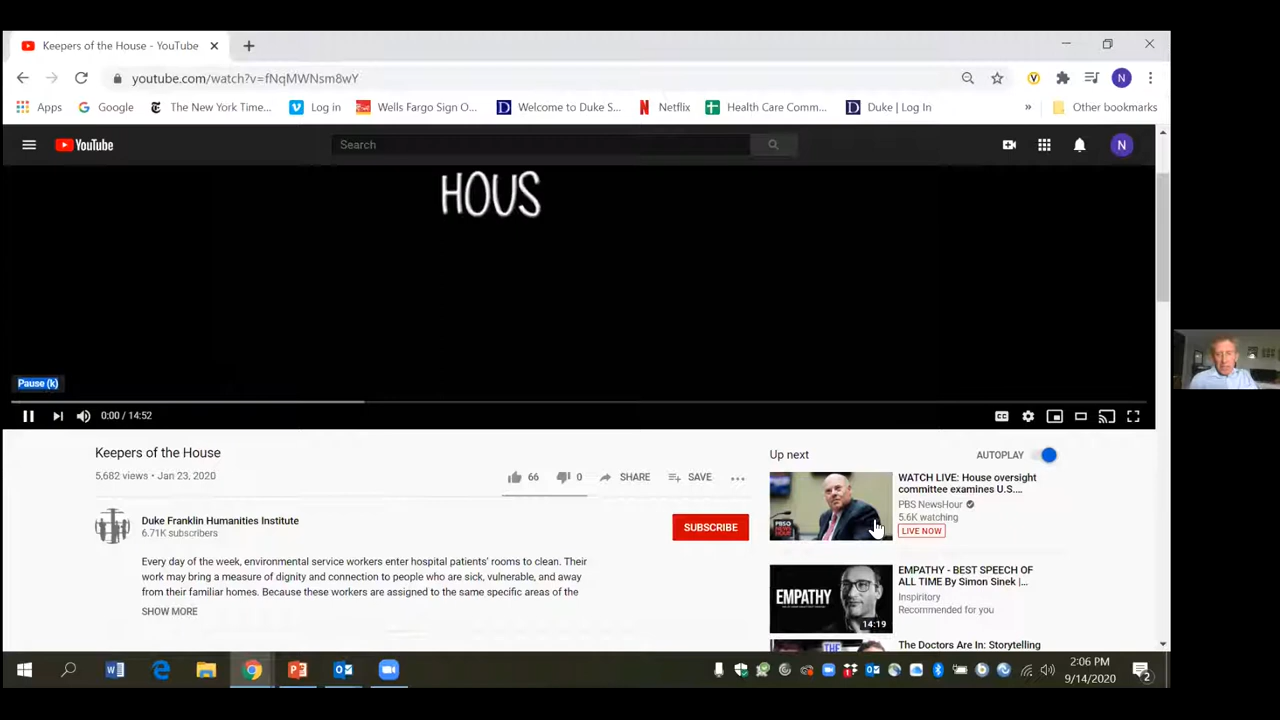 Keepers of the House - YouTube
youtube.com/watch?v=fNqMWNsm8wY
N
Apps
Google
The New York Time...
Log in
Wells Fargo Sign O...
Welcome to Duke S...
Netflix
Health Care Comm...
Duke | Log In
»
Other bookmarks
YouTube
Search
N
HOUS
Pause (k)
0:00 / 14:52
Keepers of the House
5,682 views • Jan 23, 2020
66
0
SHARE
SAVE
Duke Franklin Humanities Institute
6.71K subscribers
SUBSCRIBE
Every day of the week, environmental service workers enter hospital patients' rooms to clean. Their
work may bring a measure of dignity and connection to people who are sick, vulnerable, and away
from their familiar homes. Because these workers are assigned to the same specific areas of the
SHOW MORE
Up next
AUTOPLAY
WATCH LIVE: House oversight
committee examines U.S....
PBS NewsHour
5.6K watching
LIVE NOW
EMPATHY
14:19
EMPATHY - BEST SPEECH OF
ALL TIME By Simon Sinek |...
Inspiritory
Recommended for you
THE
The Doctors Are In: Storytelling
2:06 PM
9/14/2020
2